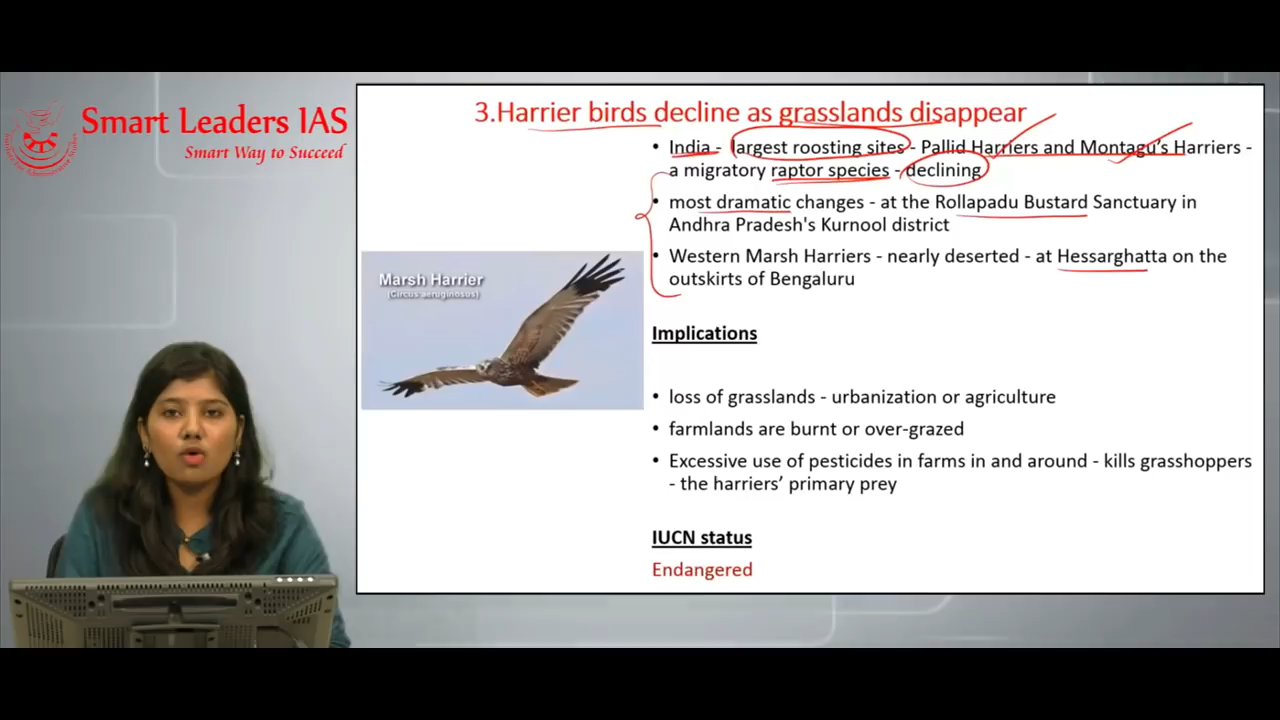 Smart Leaders IAS
Smart Way to Succeed
3.Harrier birds decline as grasslands disappear
• India - largest roosting sites - Pallid Harriers and Montagu's Harriers -
a migratory raptor species - declining
• most dramatic changes - at the Rollapadu Bustard Sanctuary in
Andhra Pradesh's Kurnool district
• Western Marsh Harriers - nearly deserted - at Hessarghatta on the
outskirts of Bengaluru
Marsh Harrier
(Circus aeruginosus)
Implications
• loss of grasslands - urbanization or agriculture
• farmlands are burnt or over-grazed
• Excessive use of pesticides in farms in and around - kills grasshoppers
- the harriers’ primary prey
IUCN status
Endangered